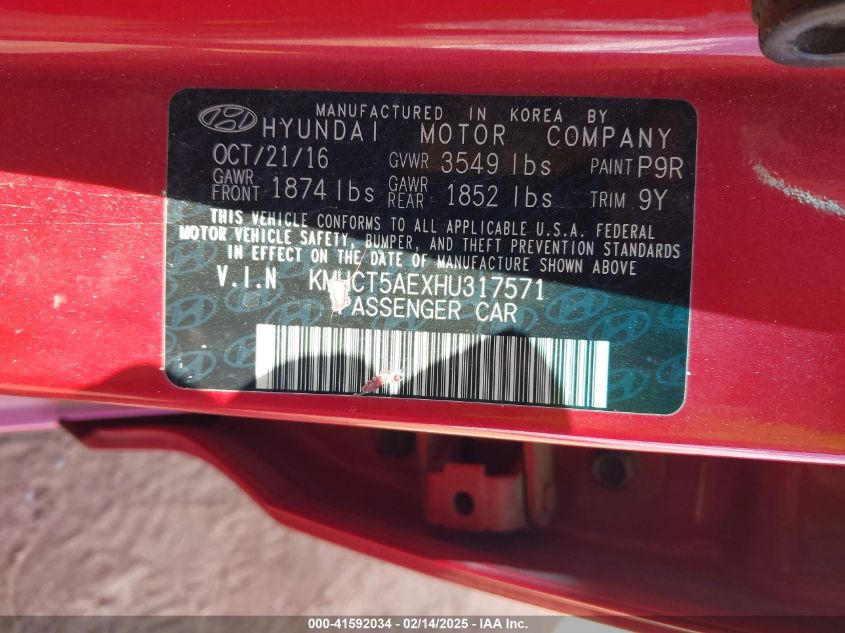 MANUFACTURED IN KOREA BY
HYUNDAI MOTOR COMPANY
OCT/21/16 GVWR 3549 lbs PAINT P9R
GAWR FRONT 1874 lbs GAWR REAR 1852 lbs TRIM 9Y
THIS VEHICLE CONFORMS TO ALL APPLICABLE U.S.A. FEDERAL
MOTOR VEHICLE SAFETY, BUMPER, AND THEFT PREVENTION STANDARDS
IN EFFECT ON THE DATE OF MANUFACTURE SHOWN ABOVE
V.I.N KMHCT5AEXHU317571
PASSENGER CAR
000-41592034 - 02/14/2025 - IAA Inc.